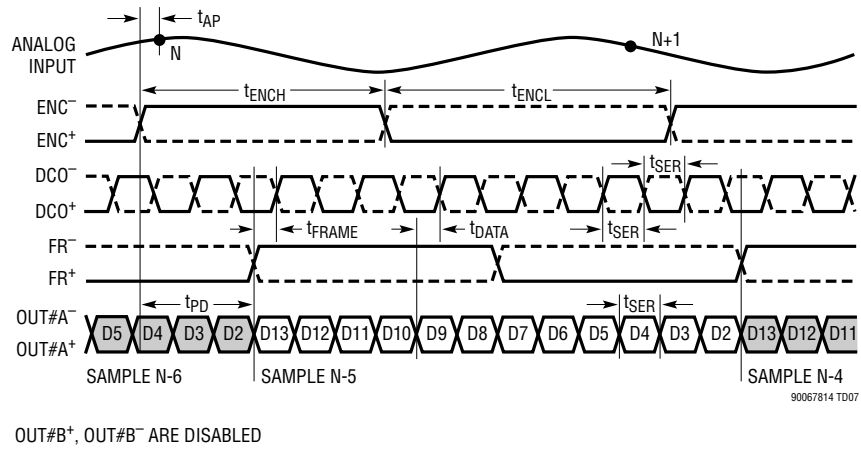 tAP
ANALOG
INPUT
N
N+1
tENCH
tENCL
ENC–
ENC+
DCO–
DCO+
tSER
tFRAME
tDATA
tSER
FR–
FR+
tPD
tSER
OUT#A–
OUT#A+
D5 D4 D3 D2 D13 D12 D11 D10 D9 D8 D7 D6 D5 D4 D3 D2 D13 D12 D11
SAMPLE N-6 SAMPLE N-5 SAMPLE N-4
90067814 TD07
OUT#B+, OUT#B– ARE DISABLED